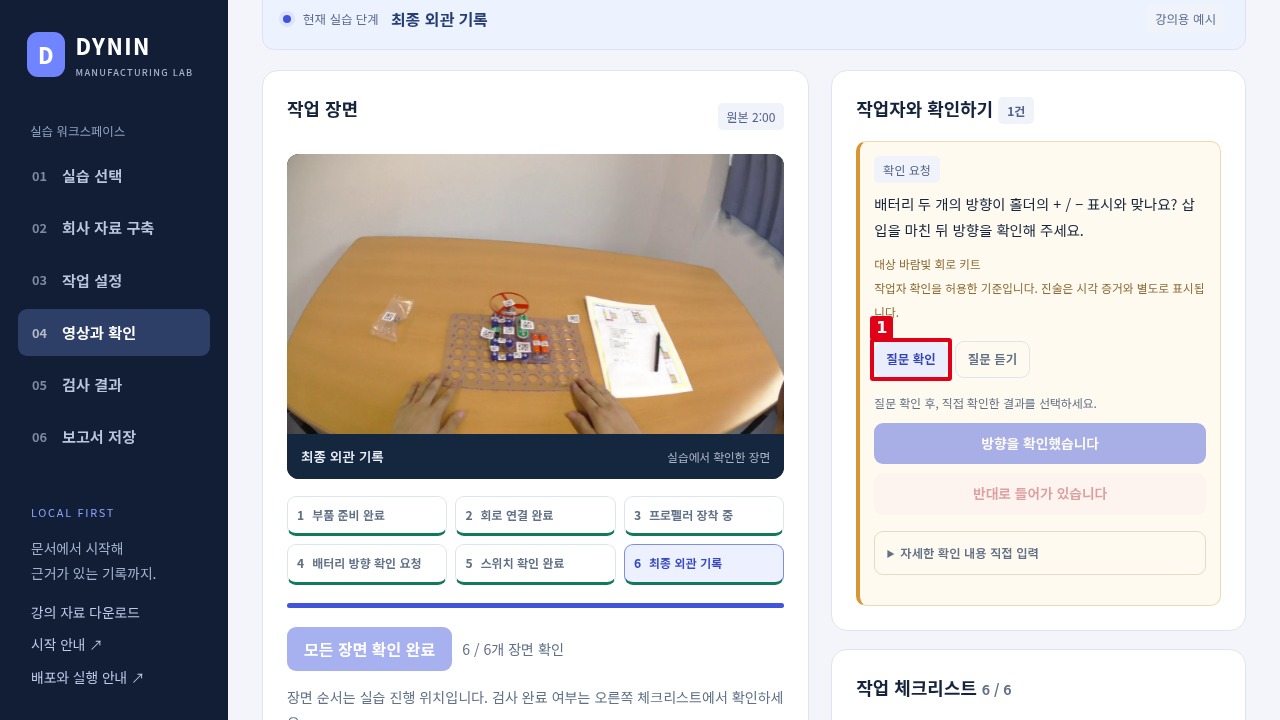 D
DYNIN
MANUFACTURING LAB
실습 워크스페이스
01 실습 선택
02 회사 자료 구축
03 작업 설정
04 영상과 확인
05 검사 결과
06 보고서 저장
LOCAL FIRST
문서에서 시작해
근거가 있는 기록까지.
강의 자료 다운로드
시작 안내 ↗
배포와 실행 안내 ↗
현재 실습 단계 최종 외관 기록
강의용 예시
작업 장면
원본 2:00
최종 외관 기록
실습에서 확인한 장면
1 부품 준비 완료
2 회로 연결 완료
3 프로펠러 장착 중
4 배터리 방향 확인 요청
5 스위치 확인 완료
6 최종 외관 기록
모든 장면 확인 완료
6 / 6개 장면 확인
장면 순서는 실습 진행 위치입니다. 검사 완료 여부는 오른쪽 체크리스트에서 확인하세
작업자와 확인하기 1건
확인 요청
배터리 두 개의 방향이 홀더의 + / − 표시와 맞나요? 삽
입을 마친 뒤 방향을 확인해 주세요.
대상 바람빛 회로 키트
작업자 확인을 허용한 기준입니다. 진술은 시각 증거와 별도로 표시됩
니다.
1
질문 확인
질문 듣기
질문 확인 후, 직접 확인한 결과를 선택하세요.
방향을 확인했습니다
반대로 들어가 있습니다
▶ 자세한 확인 내용 직접 입력
작업 체크리스트 6 / 6